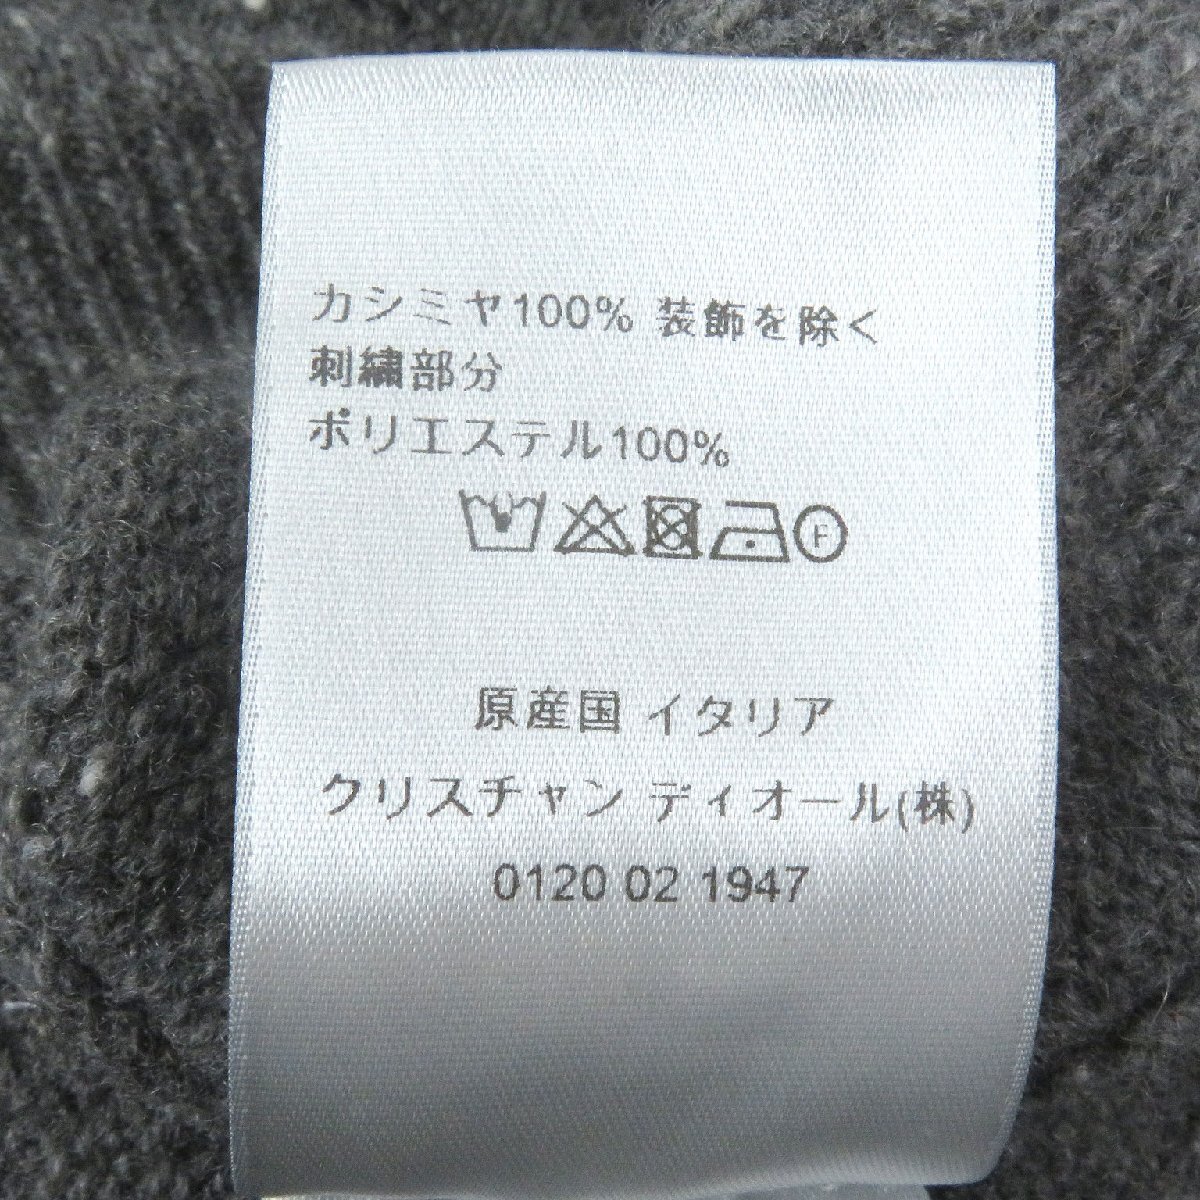 カシミヤ100% 装飾を除く
刺繍部分
ポリエステル100%
F
原産国 イタリア
クリスチャン ディオール(株)
0120 02 1947